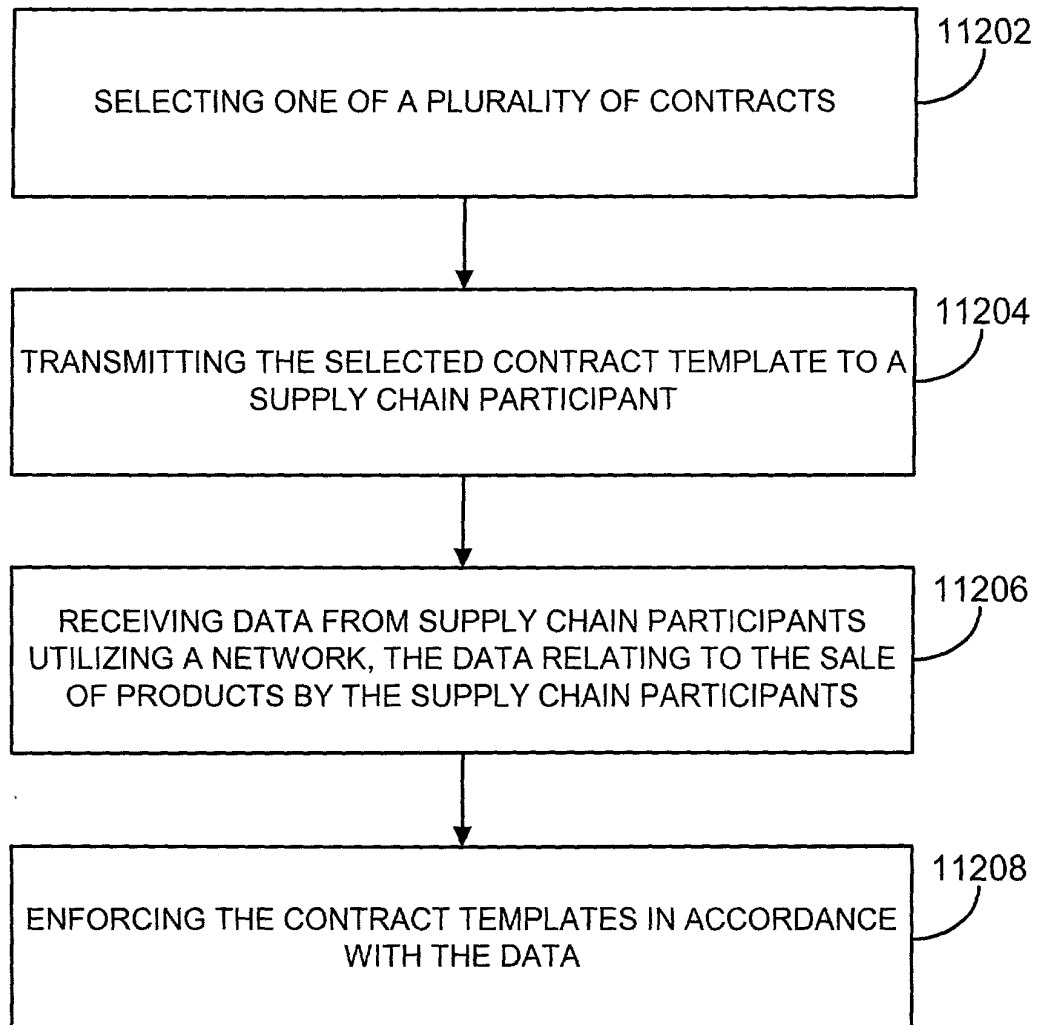 11202
SELECTING ONE OF A PLURALITY OF CONTRACTS
11204
TRANSMITTING THE SELECTED CONTRACT TEMPLATE TO A
SUPPLY CHAIN PARTICIPANT
11206
RECEIVING DATA FROM SUPPLY CHAIN PARTICIPANTS
UTILIZING A NETWORK, THE DATA RELATING TO THE SALE
OF PRODUCTS BY THE SUPPLY CHAIN PARTICIPANTS
11208
ENFORCING THE CONTRACT TEMPLATES IN ACCORDANCE
WITH THE DATA